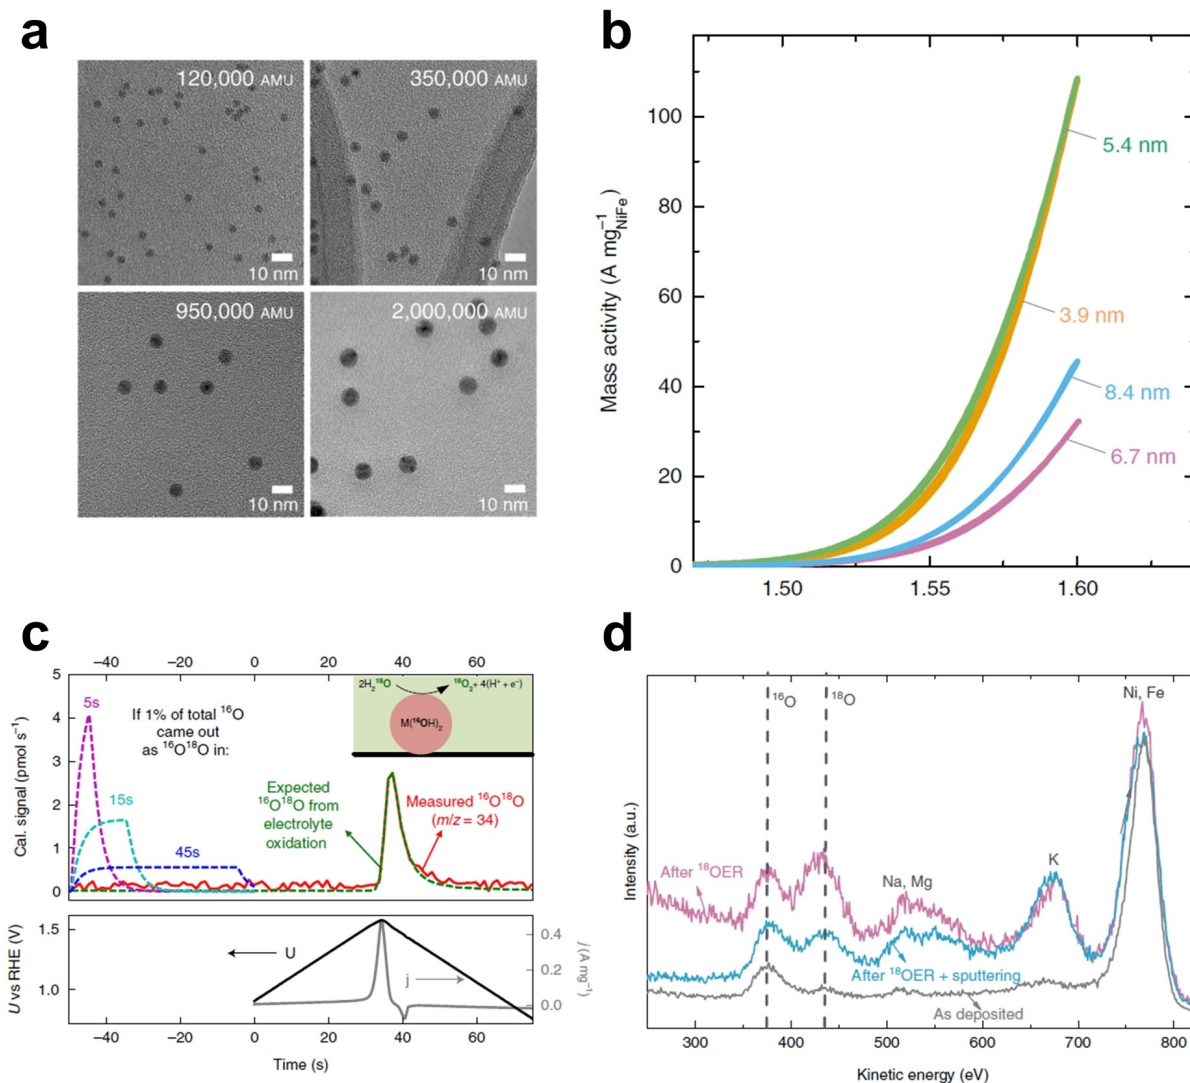 a
120,000 AMU
350,000 AMU
10 nm
10 nm
950,000 AMU
2,000,000 AMU
10 nm
10 nm
b
Mass activity (A mg⁻¹NiFe)
100
80
60
40
20
0
1.50
1.55
1.60
5.4 nm
3.9 nm
8.4 nm
6.7 nm
c
−40
−20
0
20
40
60
Cal. signal (pmol s⁻¹)
5
4
3
2
1
0
5s
15s
45s
If 1% of total ¹⁶O
came out
as ¹⁶O¹⁸O in:
2H₂¹⁸O
¹⁸O₂+ 4(H⁺ + e⁻)
M(¹⁶OH)₂
Expected
¹⁶O¹⁸O from
electrolyte
oxidation
Measured ¹⁶O¹⁸O
(m/z = 34)
U vs RHE (V)
1.5
1.0
U
j
0.4
0.2
0.0
j (A mg⁻¹)
−40
−20
0
20
40
60
Time (s)
d
Intensity (a.u.)
¹⁶O
¹⁸O
Ni, Fe
After ¹⁸OER
Na, Mg
K
After ¹⁸OER + sputtering
As deposited
300
400
500
600
700
800
Kinetic energy (eV)